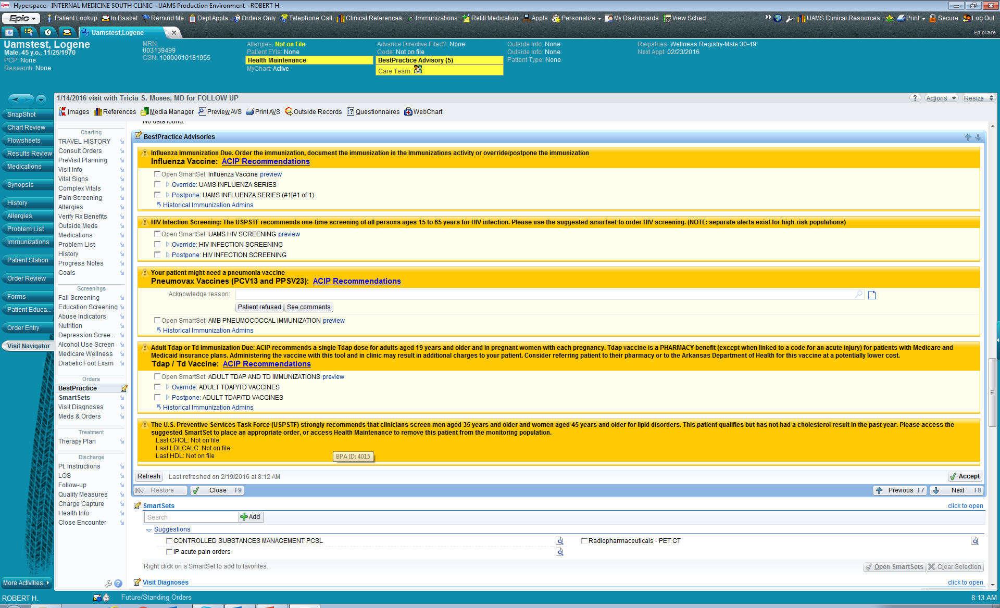 Hyperspace - INTERNAL MEDICINE SOUTH CLINIC - UAMS Production Environment - ROBERT H.
Epic Patient Lookup In Basket Remind Me DeptAppts Orders Only Telephone Call Clinical References Immunizations Refill Medication Appts Personalize My Dashboards View Sched » UAMS Clinical Resources Print Secure Log Out
Uamstest,Logene EpicCare
Uamstest, Logene
Male, 45 y.o., 11/25/1970
PCP: None
Research: None
MRN
003139499
CSN: 10000010181955
Allergies: Not on File
Patient FYIs: None
Health Maintenance
MyChart: Active
Advance Directive Filed?: None
Code: Not on file
BestPractice Advisory (5)
Care Team:
Outside Info: None
Outside Info: None
Patient Type: None
Registries: Wellness Registry-Male 30-49
Next Appt: 02/23/2016
1/14/2016 visit with Tricia S. Moses, MD for FOLLOW UP ? Actions Resize
Images References Media Manager Preview AVS Print AVS Outside Records Questionnaires WebChart
SnapShot
Chart Review
Flowsheets
Results Review
Medications
Synopsis
History
Allergies
Problem List
Immunizations
Patient Station
Order Review
Forms
Patient Educa...
Order Entry
Visit Navigator
More Activities
Charting
TRAVEL HISTORY
Consult Orders
PreVisit Planning
Visit Info
Vital Signs
Complex Vitals
Pain Screening
Allergies
Verify Rx Benefits
Outside Meds
Medications
Problem List
History
Progress Notes
Goals
Screenings
Fall Screening
Education Screening
Abuse Indicators
Nutrition
Depression Scree...
Alcohol Use Screen
Medicare Wellness
Diabetic Foot Exam
Orders
BestPractice
SmartSets
Visit Diagnoses
Meds & Orders
Treatment
Therapy Plan
Discharge
Pt. Instructions
LOS
Follow-up
Quality Measures
Charge Capture
Health Info
Close Encounter
No data found.
BestPractice Advisories
Influenza Immunization Due. Order the immunization, document the immunization in the Immunizations activity or override/postpone the immunization
Influenza Vaccine: ACIP Recommendations
Open SmartSet: Influenza Vaccine preview
Override: UAMS INFLUENZA SERIES
Postpone: UAMS INFLUENZA SERIES (#1[#1 of 1)
Historical Immunization Admins
HIV Infection Screening: The USPSTF recommends one-time screening of all persons ages 15 to 65 years for HIV infection. Please use the suggested smartset to order HIV screening. (NOTE: separate alerts exist for high-risk populations)
Open SmartSet: UAMS HIV SCREENING preview
Override: HIV INFECTION SCREENING
Postpone: HIV INFECTION SCREENING
Your patient might need a pneumonia vaccine
Pneumovax Vaccines (PCV13 and PPSV23): ACIP Recommendations
Acknowledge reason:
Patient refused See comments
Open SmartSet: AMB PNEUMOCOCCAL IMMUNIZATION preview
Historical Immunization Admins
Adult Tdap or Td Immunization Due: ACIP recommends a single Tdap dose for adults aged 19 years and older and in pregnant women with each pregnancy. Tdap vaccine is a PHARMACY benefit (except when linked to a code for an acute injury) for patients with Medicare and
Medicaid insurance plans. Administering the vaccine with this tool and in clinic may result in additional charges to your patient. Consider referring patient to their pharmacy or to the Arkansas Department of Health for this vaccine at a potentially lower cost.
Tdap / Td Vaccine: ACIP Recommendations
Open SmartSet: ADULT TDAP AND TD IMMUNIZATIONS preview
Override: ADULT TDAP/TD VACCINES
Postpone: ADULT TDAP/TD VACCINES
Historical Immunization Admins
The U.S. Preventive Services Task Force (USPSTF) strongly recommends that clinicians screen men aged 35 years and older and women aged 45 years and older for lipid disorders. This patient qualifies but has not had a cholesterol result in the past year. Please access the
suggested SmartSet to place an appropriate order, or access Health Maintenance to remove this patient from the monitoring population.
Last CHOL: Not on file
Last LDLCALC: Not on file
Last HDL: Not on file
BPA ID: 4015
Refresh Last refreshed on 2/19/2016 at 8:12 AM Accept
Restore Close F9 Previous F7 Next F8
SmartSets click to open
Search Add
Suggestions
CONTROLLED SUBSTANCES MANAGEMENT PCSL Radiopharmaceuticals - PET CT
IP acute pain orders
Right click on a SmartSet to add to favorites. Open SmartSets Clear Selection
Visit Diagnoses click to open
ROBERT H. Future/Standing Orders 8:13 AM